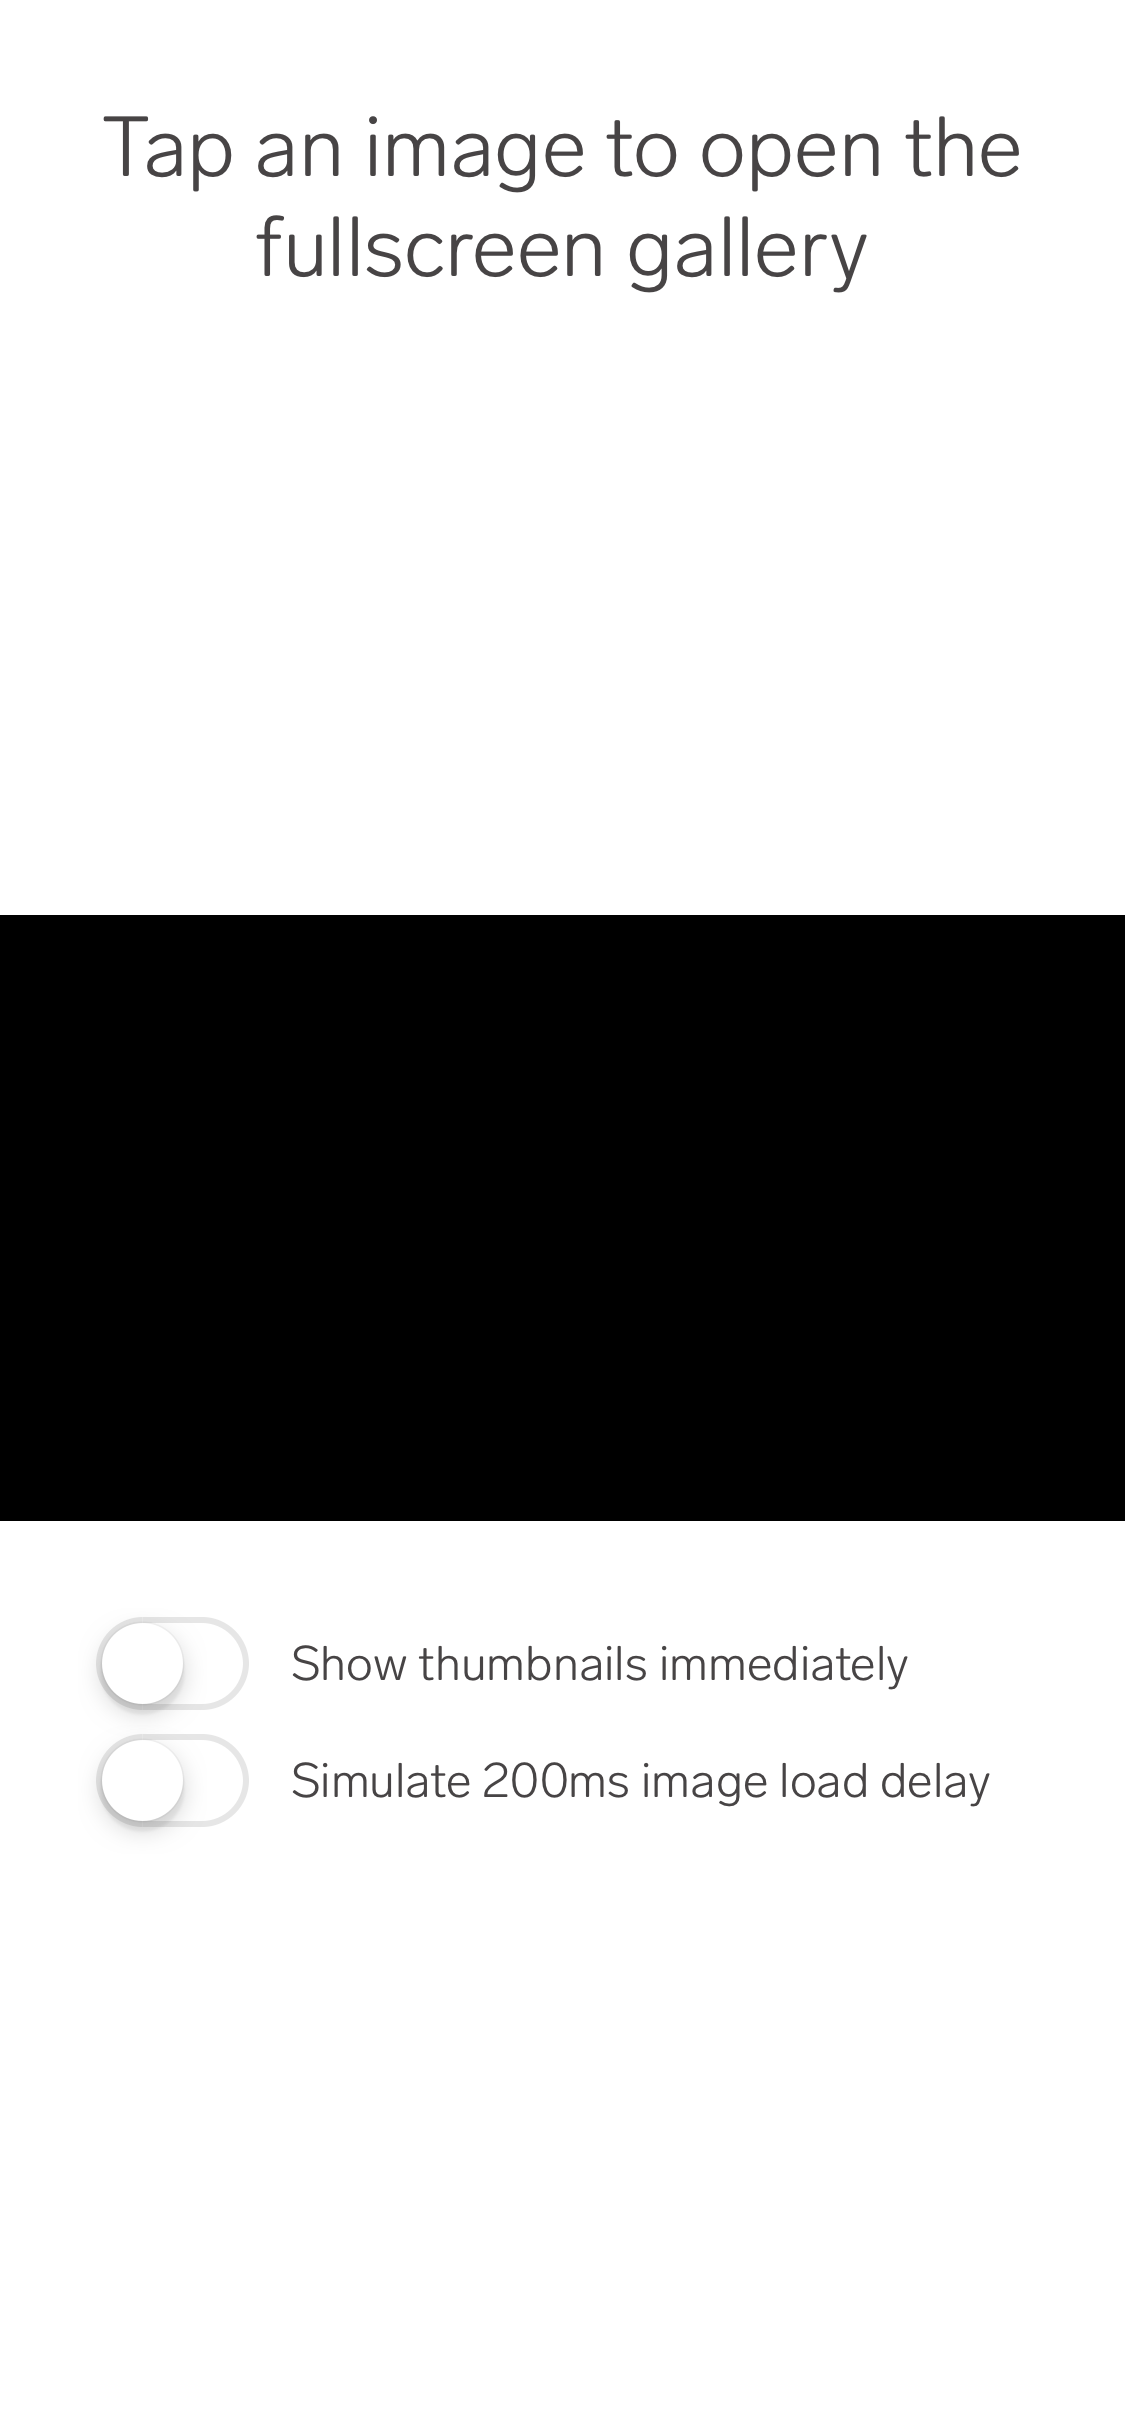 Tap an image to open the
fullscreen gallery
Show thumbnails immediately
Simulate 200ms image load delay